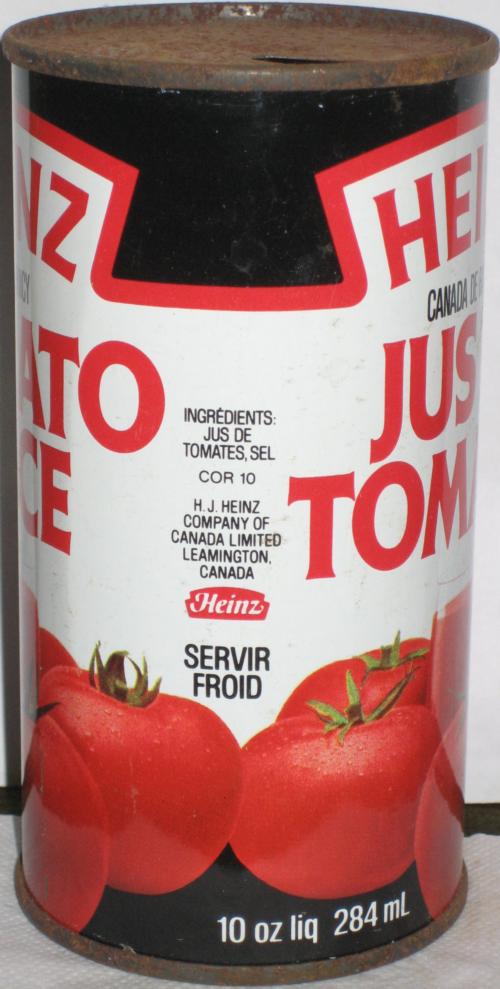 NZ
ATO
CE
INGRÉDIENTS:
JUS DE
TOMATES, SEL
COR 10
H.J. HEINZ
COMPANY OF
CANADA LIMITED
LEAMINGTON,
CANADA
Heinz
SERVIR
FROID
HEI
CANADA DE
JUS
TOMA
10 oz liq 284 mL